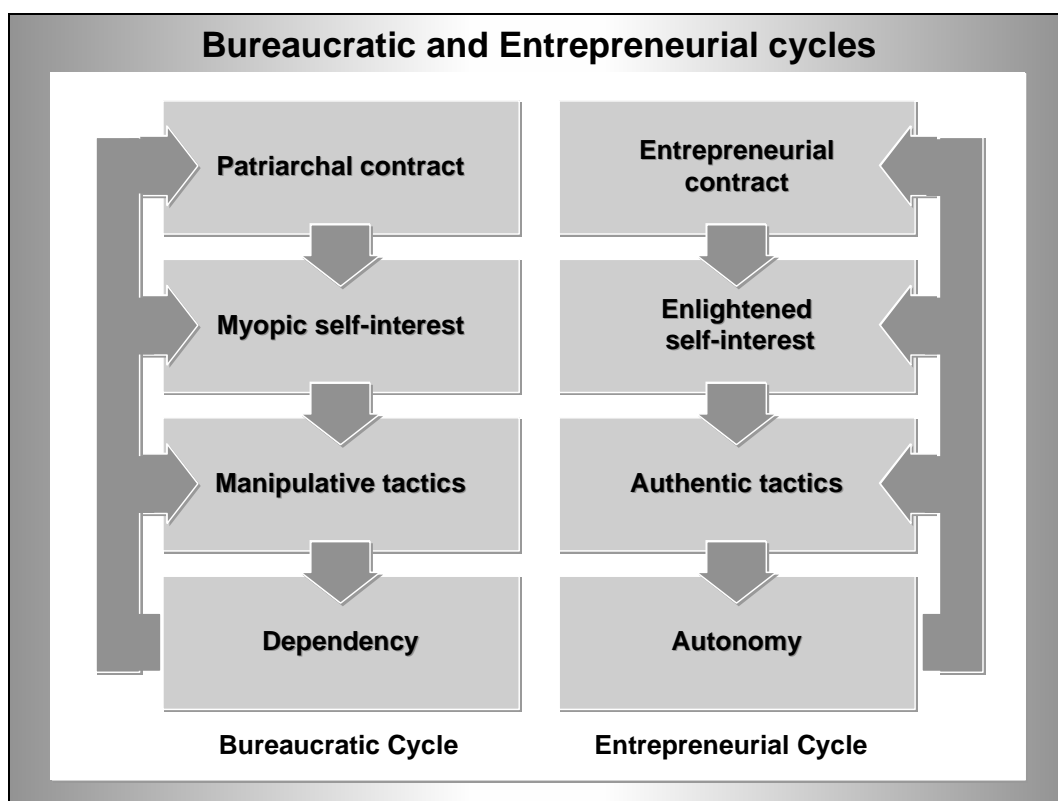 Bureaucratic and Entrepreneurial cycles
Patriarchal contract
Myopic self-interest
Manipulative tactics
Dependency
Bureaucratic Cycle
Entrepreneurial
contract
Enlightened
self-interest
Authentic tactics
Autonomy
Entrepreneurial Cycle